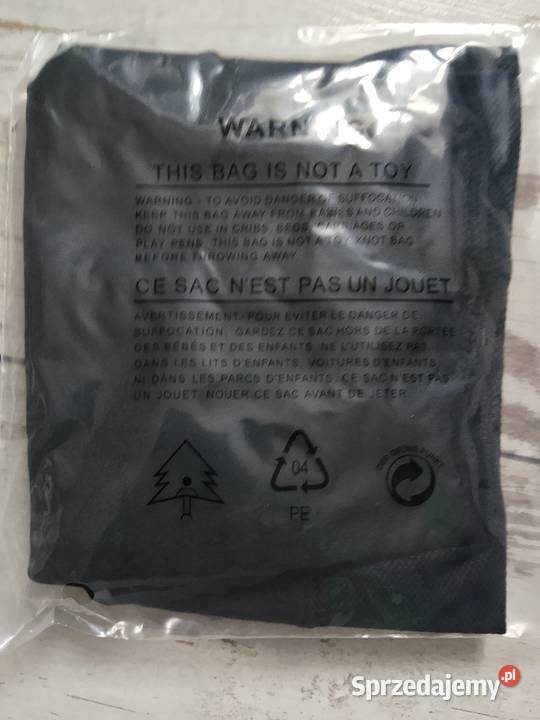 WARNING
THIS BAG IS NOT A TOY
WARNING - TO AVOID DANGER OF SUFFOCATION
KEEP THIS BAG AWAY FROM BABIES AND CHILDREN
DO NOT USE IN CRIBS, BEDS, CARRIAGES OR
PLAY PENS. THIS BAG IS NOT A TOY. KNOT BAG
BEFORE THROWING AWAY
CE SAC N'EST PAS UN JOUET
AVERTISSEMENT: POUR EVITER LE DANGER DE
SUFFOCATION, GARDEZ CE SAC HORS DE LA PORTÉE
DES BÉBÉS ET DES ENFANTS. NE L'UTILISEZ PAS
DANS LES LITS D'ENFANTS, VOITURES D'ENFANTS,
NI DANS LES PARCS D'ENFANTS. CE SAC N'EST PAS
UN JOUET, NOUER CE SAC AVANT DE JETER
DER GRÜNE PUNKT
04
PE
Sprzedajemy.pl